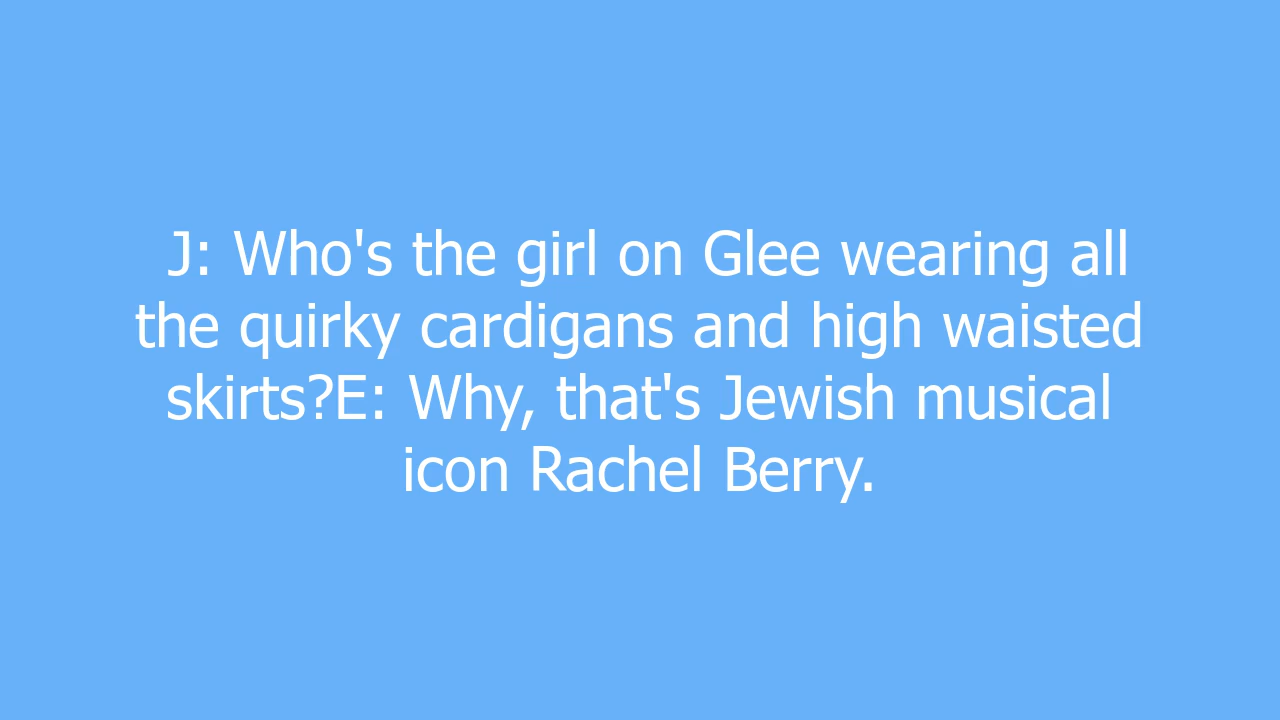 J: Who's the girl on Glee wearing all
the quirky cardigans and high waisted
skirts?E: Why, that's Jewish musical
icon Rachel Berry.